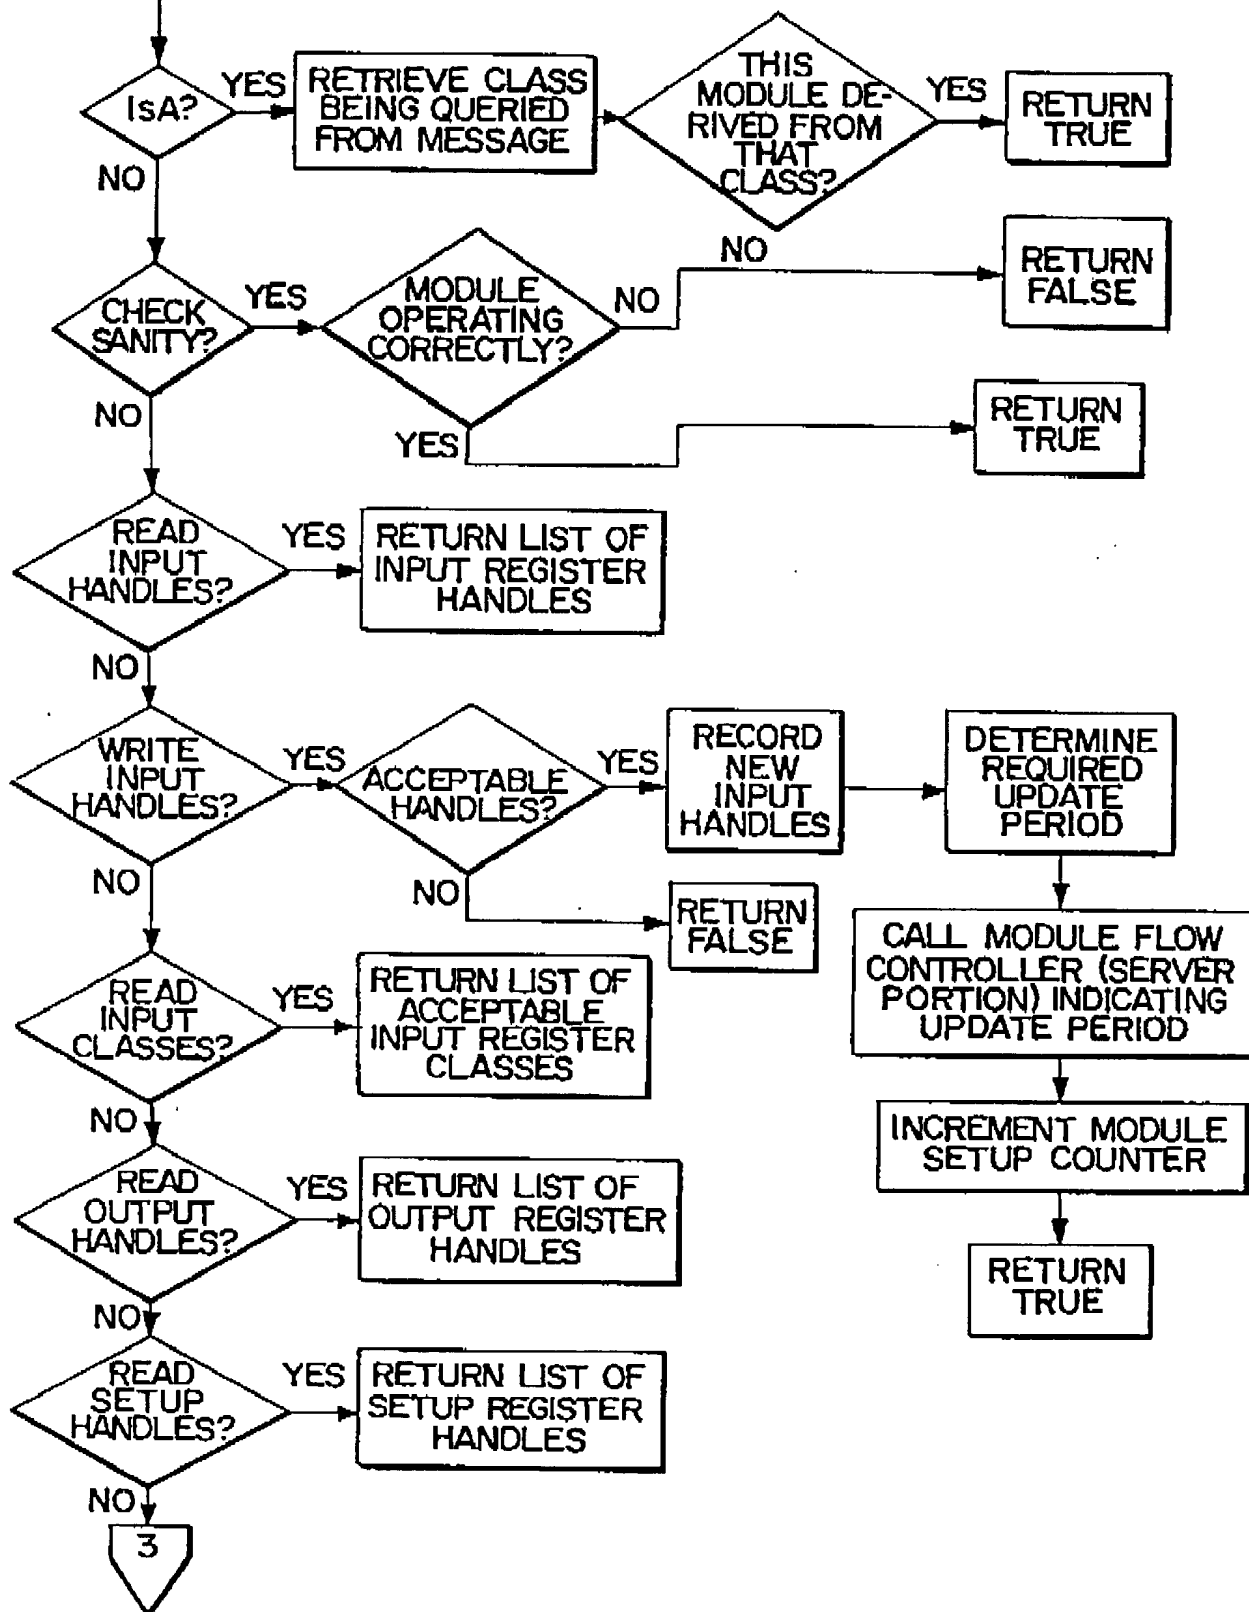 IsA?
YES
RETRIEVE CLASS
BEING QUERIED
FROM MESSAGE
THIS
MODULE DE-
RIVED FROM
THAT
CLASS?
YES
RETURN
TRUE
NO
NO
RETURN
FALSE
CHECK
SANITY?
YES
MODULE
OPERATING
CORRECTLY?
NO
NO
YES
RETURN
TRUE
READ
INPUT
HANDLES?
YES
RETURN LIST OF
INPUT REGISTER
HANDLES
NO
WRITE
INPUT
HANDLES?
YES
ACCEPTABLE
HANDLES?
YES
RECORD
NEW
INPUT
HANDLES
DETERMINE
REQUIRED
UPDATE
PERIOD
NO
NO
RETURN
FALSE
CALL MODULE FLOW
CONTROLLER (SERVER
PORTION) INDICATING
UPDATE PERIOD
READ
INPUT
CLASSES?
YES
RETURN LIST OF
ACCEPTABLE
INPUT REGISTER
CLASSES
INCREMENT MODULE
SETUP COUNTER
NO
READ
OUTPUT
HANDLES?
YES
RETURN LIST OF
OUTPUT REGISTER
HANDLES
RETURN
TRUE
NO
READ
SETUP
HANDLES?
YES
RETURN LIST OF
SETUP REGISTER
HANDLES
NO
3